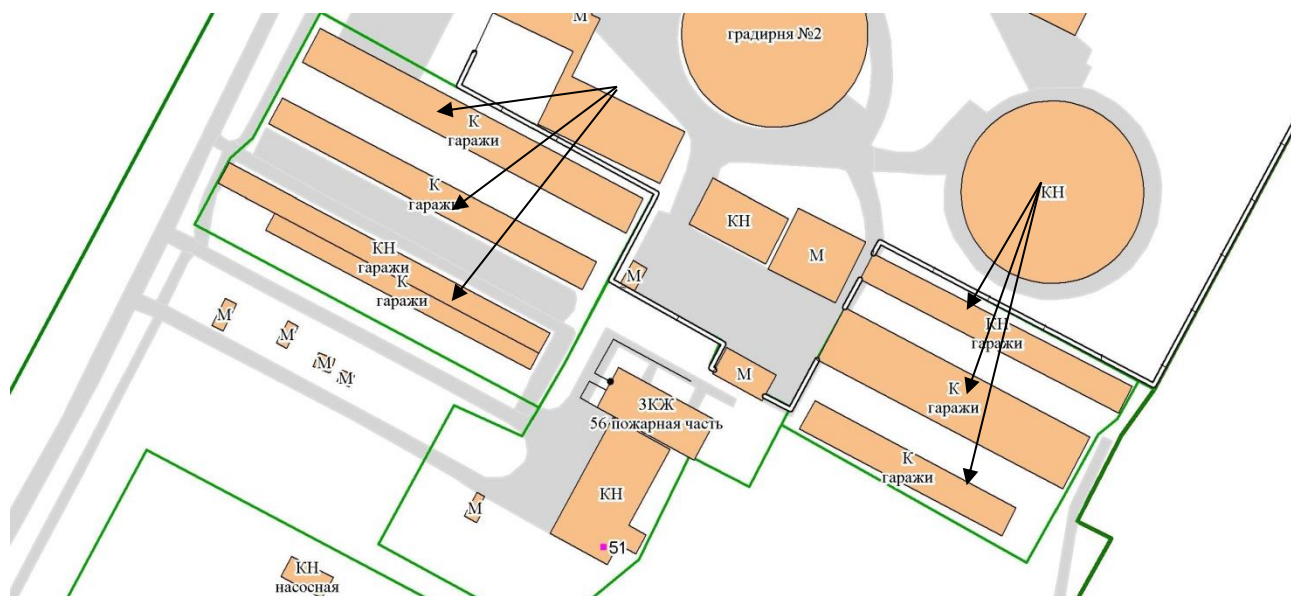 М
градирня №2
К
гаражи
КН
К
гаражи
КН
М
КН
гаражи
К
гаражи
М
КН
гаражи
М
М
М
М
М
К
гаражи
3КЖ
56 пожарная часть
К
гаражи
КН
М
51
КН
насосная